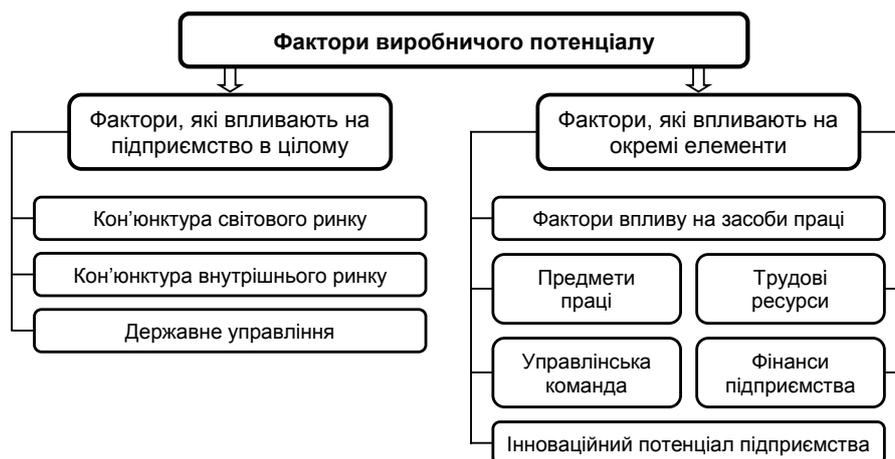 Фактори виробничого потенціалу
Фактори, які впливають на
підприємство в цілому
Кон’юнктура світового ринку
Кон’юнктура внутрішнього ринку
Державне управління
Фактори, які впливають на
окремі елементи
Фактори впливу на засоби праці
Предмети
праці
Трудові
ресурси
Управлінська
команда
Фінанси
підприємства
Інноваційний потенціал підприємства